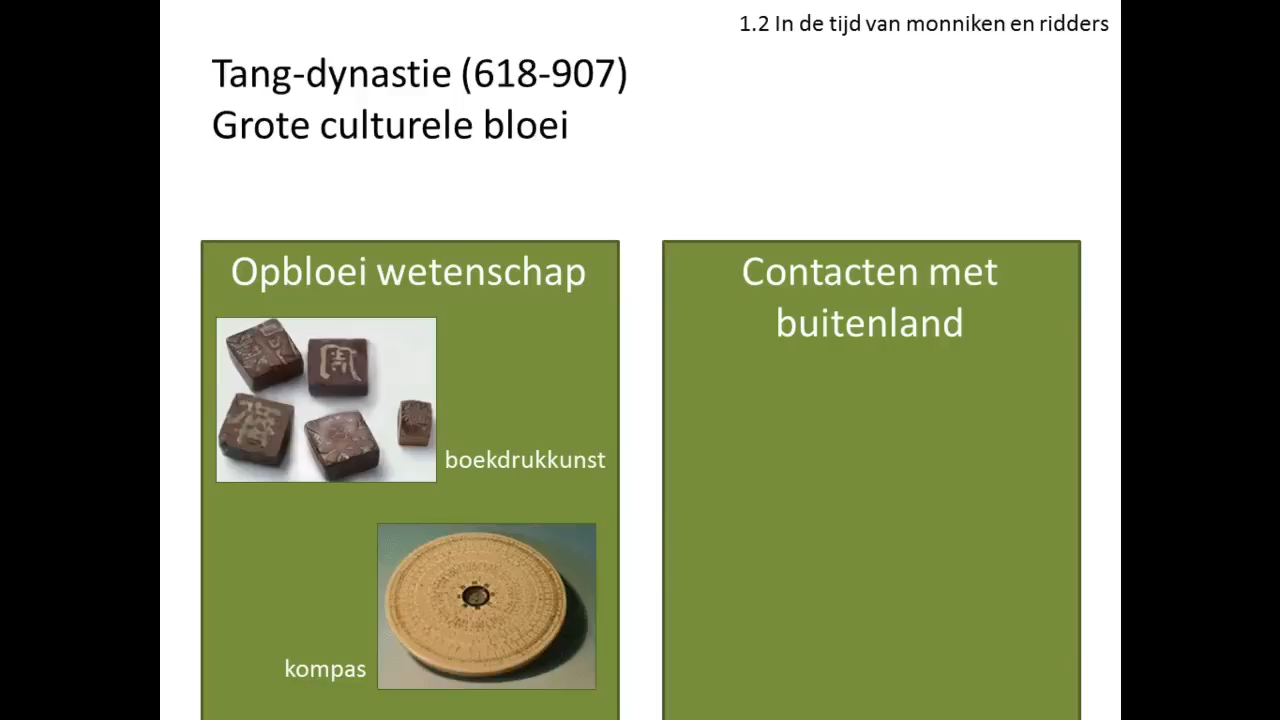 1.2 In de tijd van monniken en ridders
Tang-dynastie (618-907)
Grote culturele bloei
Opbloei wetenschap
boekdrukkunst
kompas
Contacten met
buitenland